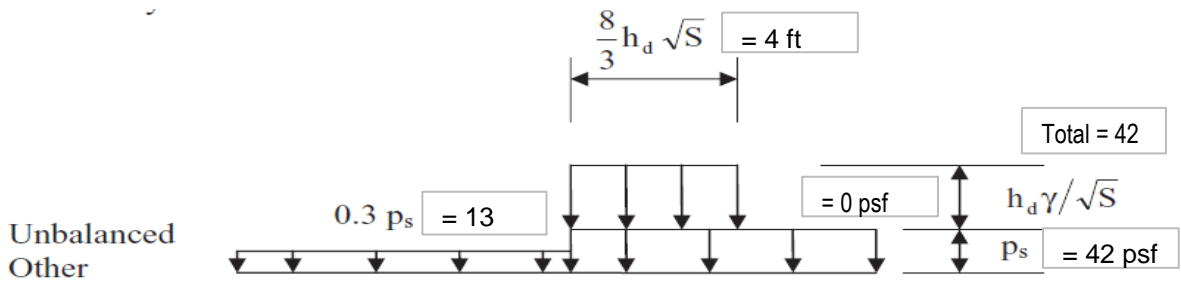 8/3 h_d √S = 4 ft
Total = 42
0.3 p_s = 13
= 0 psf
h_d γ/√S
Unbalanced
Other
p_s = 42 psf